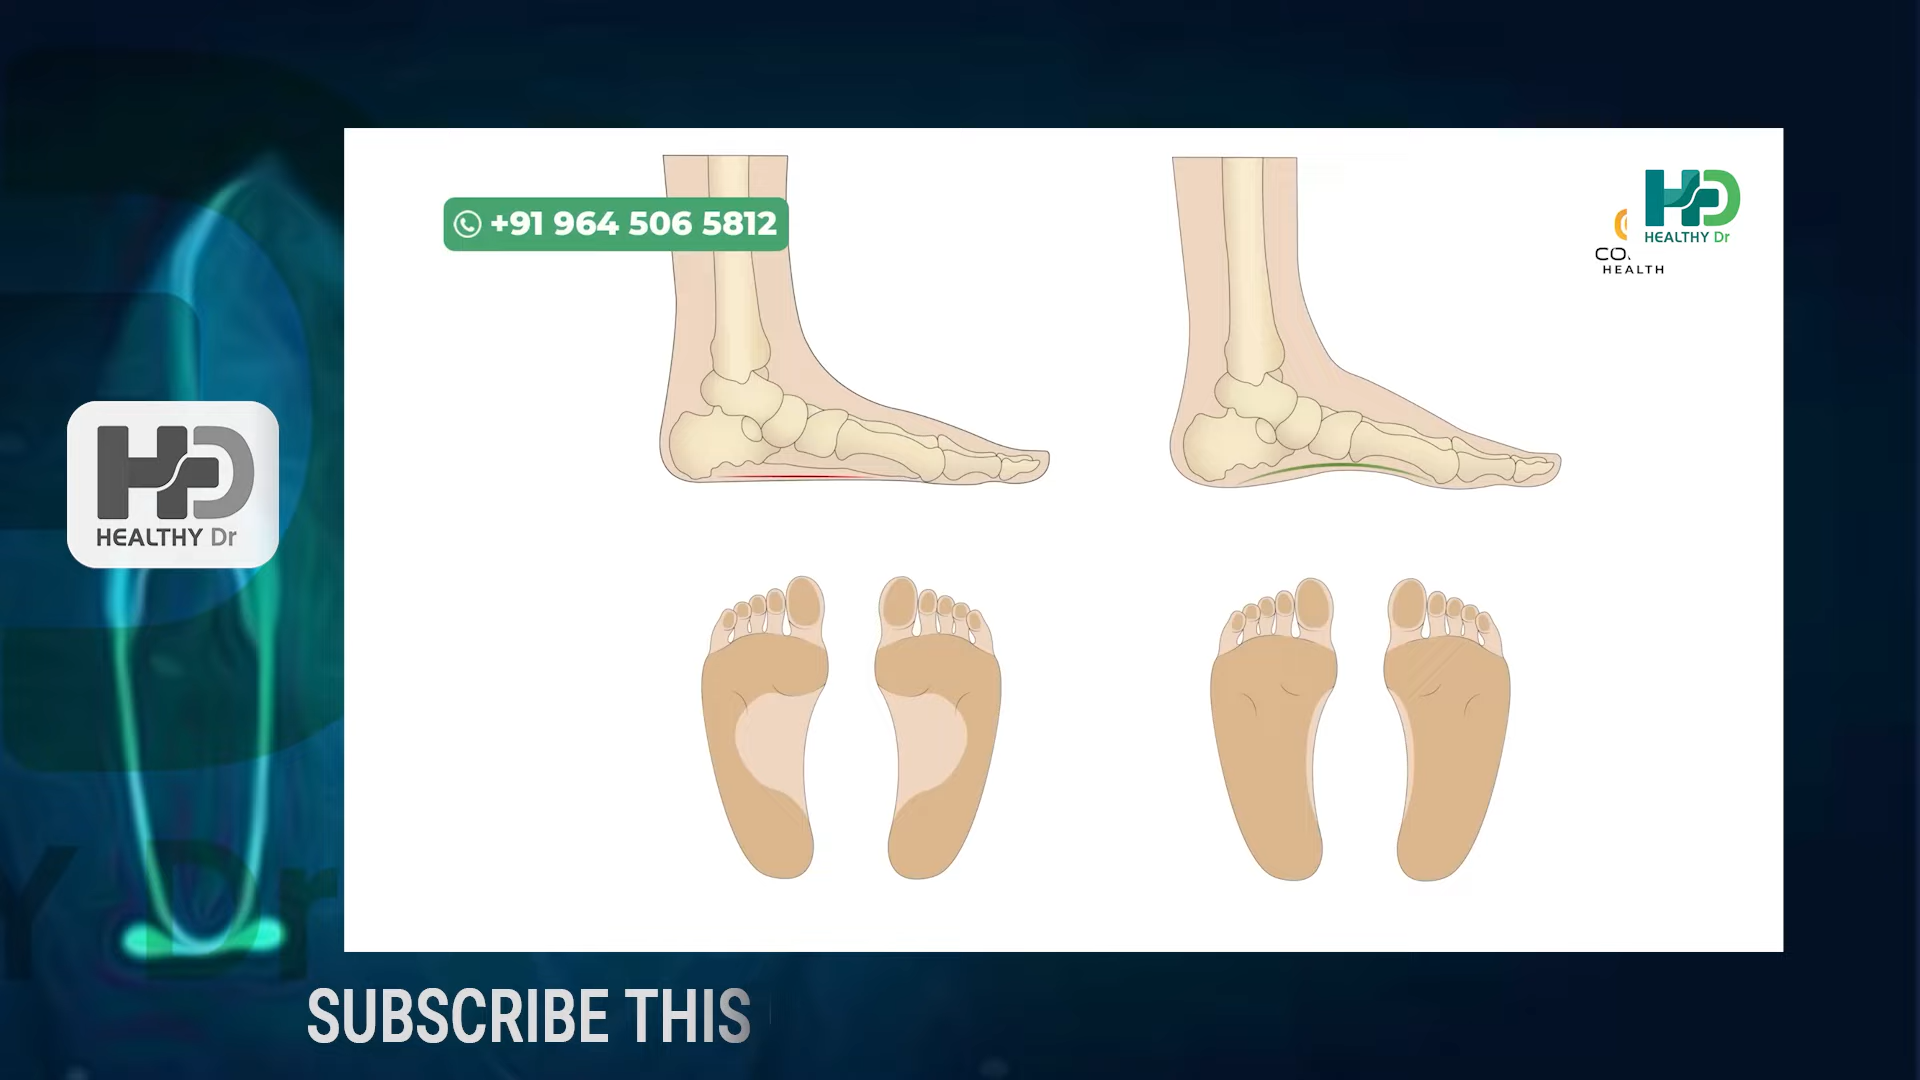 +91 964 506 5812
HEALTHY Dr
CO
HEALTH
HEALTHY Dr
SUBSCRIBE THIS